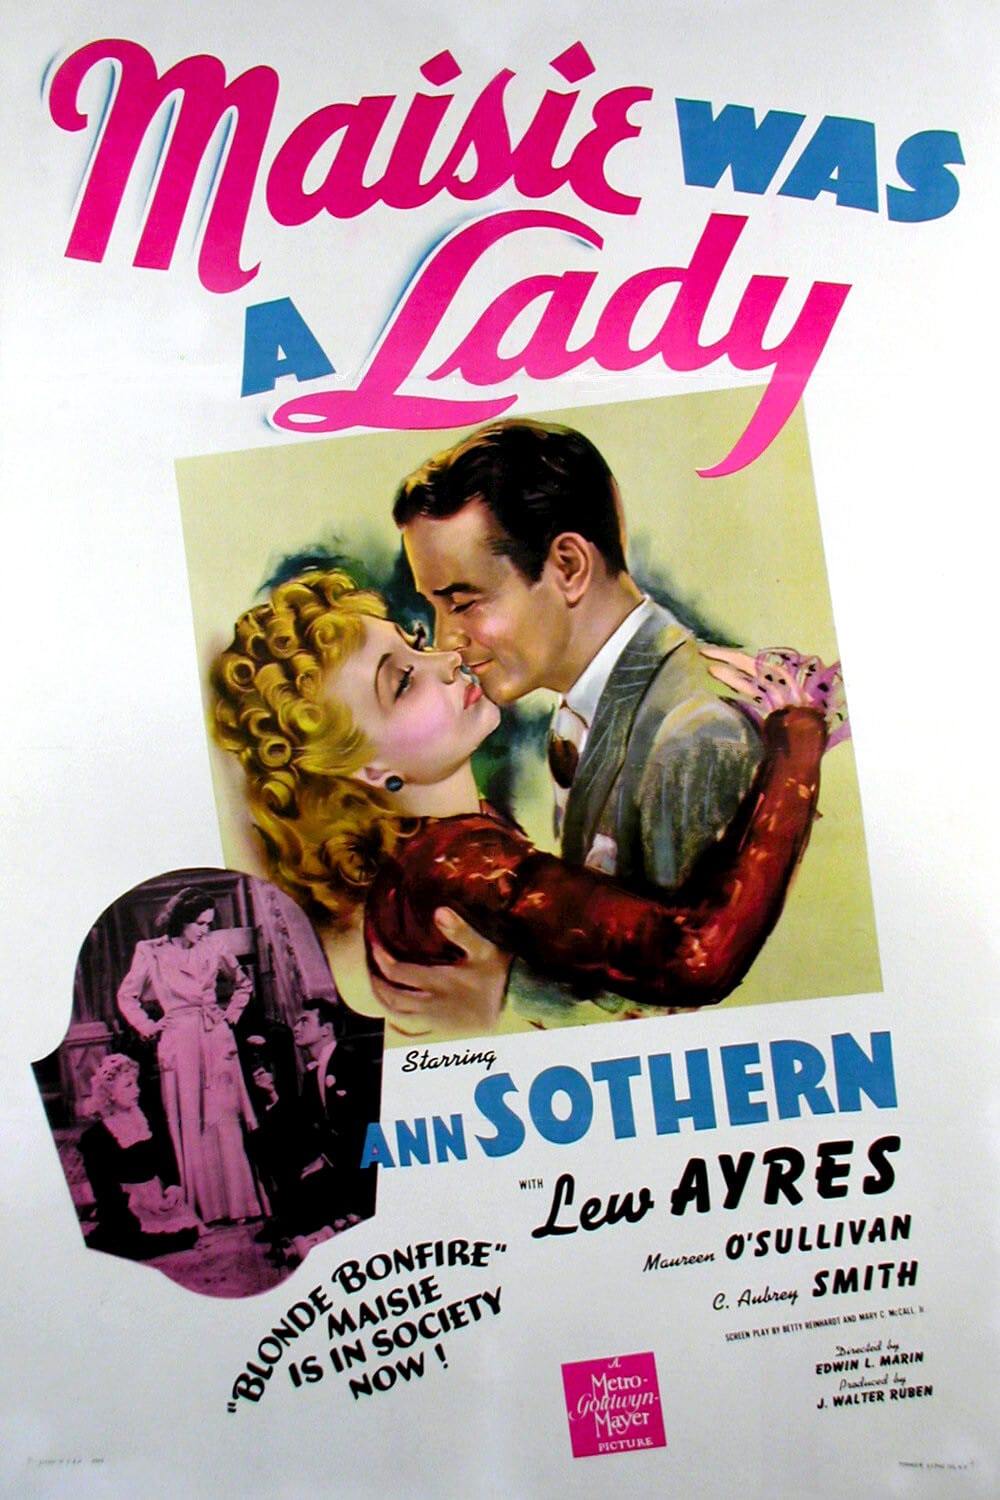 Maisie WAS
A Lady
Starring
ANN SOTHERN
WITH Lew AYRES
Maureen O'SULLIVAN
C. Aubrey SMITH
SCREEN PLAY BY BETTY REINHARDT AND MARY C. McCALL, Jr.
Directed by
EDWIN L. MARIN
Produced by
J. WALTER RUBEN
"BLONDE BONFIRE"
MAISIE
IS IN SOCIETY
NOW!
A
Metro-
Goldwyn-
Mayer
PICTURE